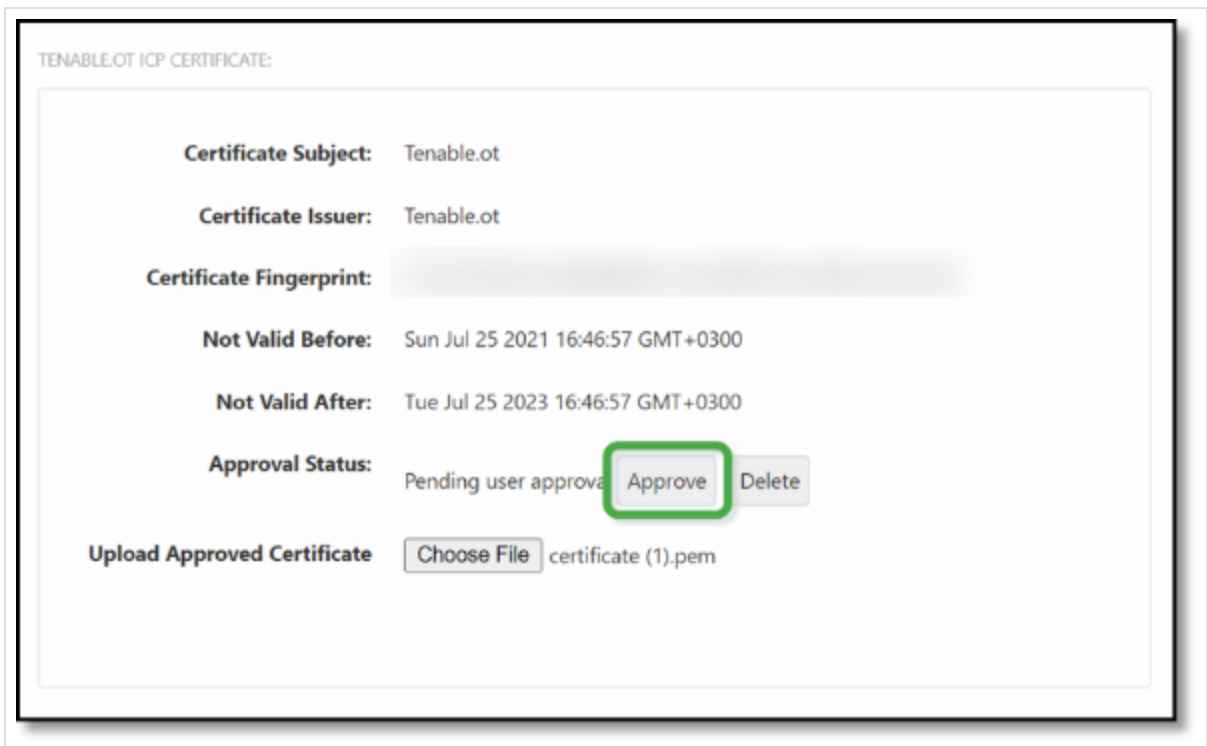 TENABLE.OT ICP CERTIFICATE:
Certificate Subject: Tenable.ot
Certificate Issuer: Tenable.ot
Certificate Fingerprint:
Not Valid Before: Sun Jul 25 2021 16:46:57 GMT+0300
Not Valid After: Tue Jul 25 2023 16:46:57 GMT+0300
Approval Status: Pending user approva Approve Delete
Upload Approved Certificate Choose File certificate (1).pem